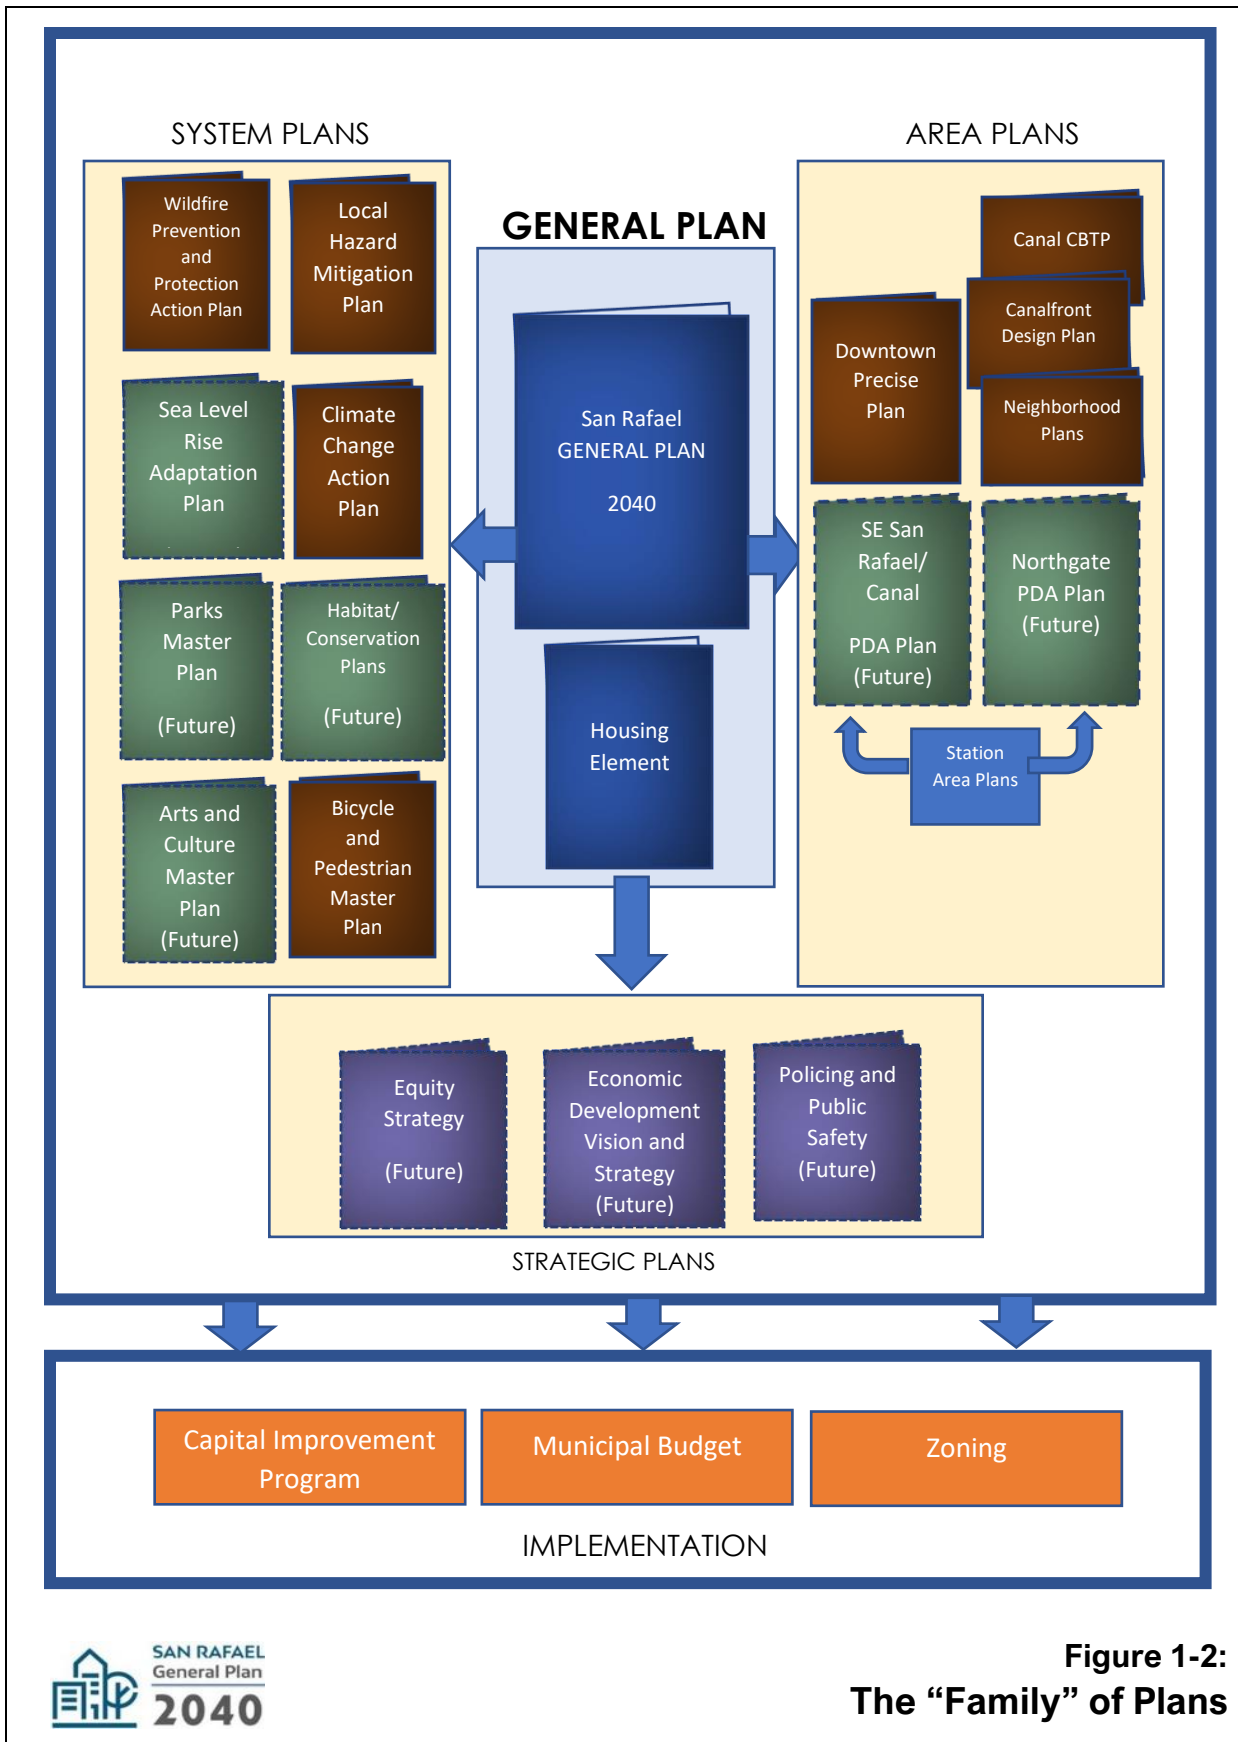 SYSTEM PLANS
Wildfire
Prevention
and
Protection
Action Plan
Local
Hazard
Mitigation
Plan
Sea Level
Rise
Adaptation
Plan
Climate
Change
Action
Plan
Parks
Master
Plan
(Future)
Habitat/
Conservation
Plans
(Future)
Arts and
Culture
Master
Plan
(Future)
Bicycle
and
Pedestrian
Master
Plan
GENERAL PLAN
San Rafael
GENERAL PLAN
2040
Housing
Element
AREA PLANS
Canal CBTP
Canalfront
Design Plan
Downtown
Precise
Plan
Neighborhood
Plans
SE San
Rafael/
Canal
PDA Plan
(Future)
Northgate
PDA Plan
(Future)
Station
Area Plans
Equity
Strategy
(Future)
Economic
Development
Vision and
Strategy
(Future)
Policing and
Public
Safety
(Future)
STRATEGIC PLANS
Capital Improvement
Program
Municipal Budget
Zoning
IMPLEMENTATION
SAN RAFAEL
General Plan
2040
Figure 1-2:
The “Family” of Plans